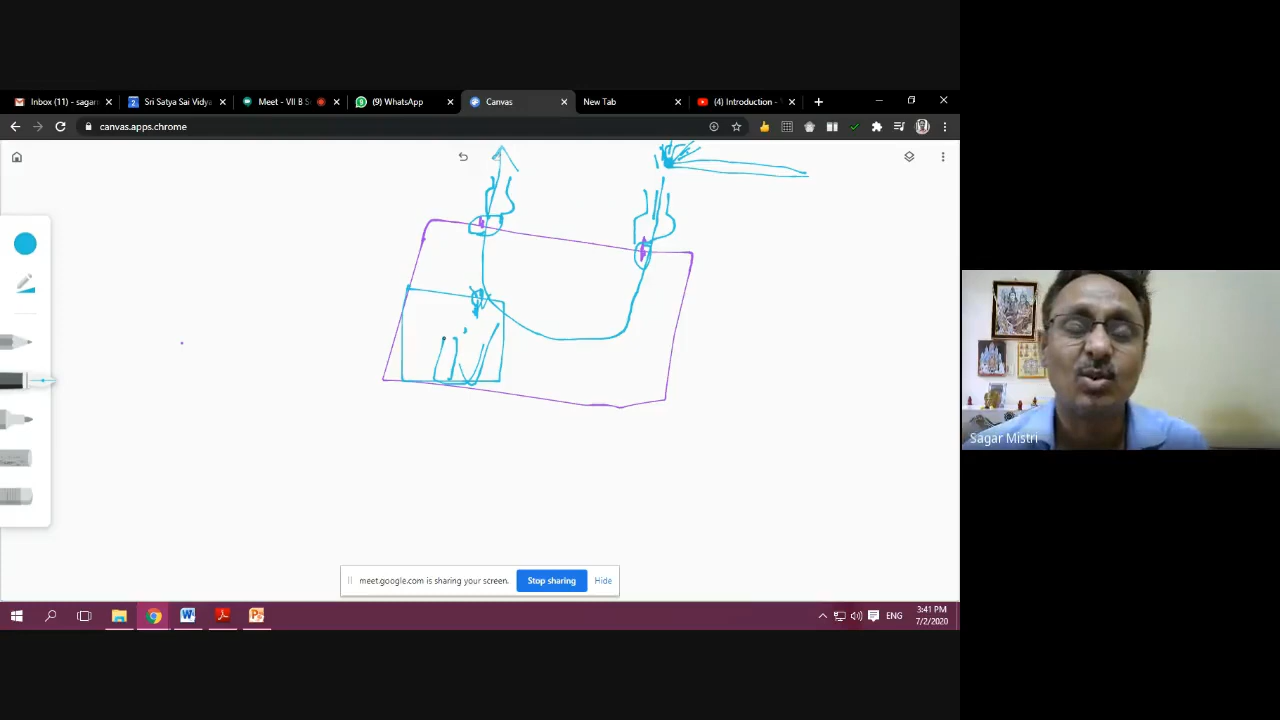 Inbox (11) - sagarn
Sri Satya Sai Vidya
Meet - VII B S
(9) WhatsApp
Canvas
New Tab
(4) Introduction -
canvas.apps.chrome
Sagar Mistri
meet.google.com is sharing your screen.
Stop sharing
Hide
ENG
3:41 PM
7/2/2020